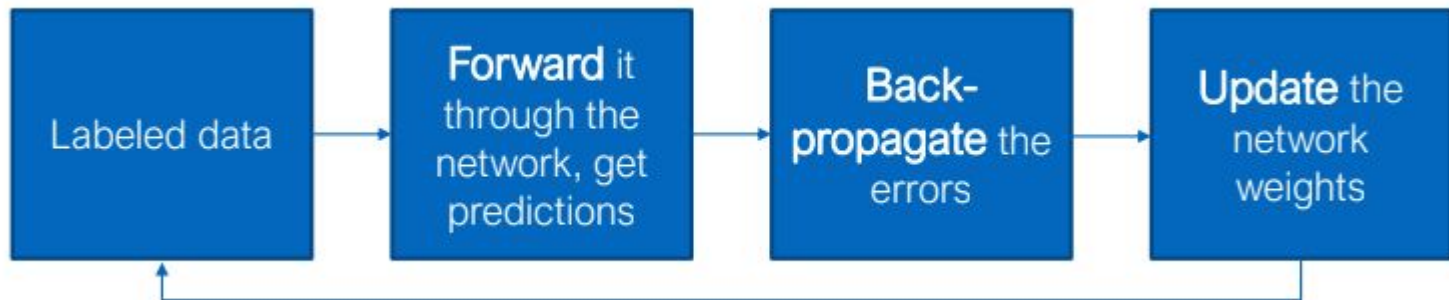 Labeled data
Forward it
through the
network, get
predictions
Back-
propagate the
errors
Update the
network
weights